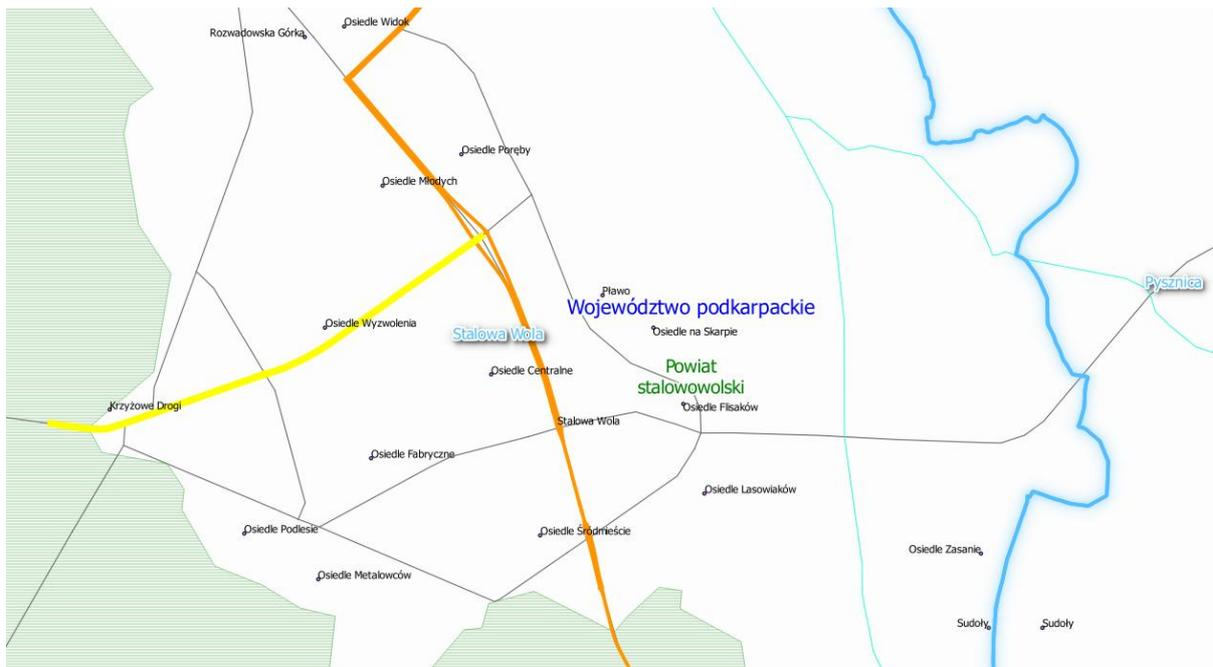 Osiedle Widok
Rozwadowska Górka
Osiedle Poręby
Osiedle Młodych
Pysznica
Pławo
Województwo podkarpackie
Osiedle Wyzwolenia
Stalowa Wola
Osiedle na Skarpie
Osiedle Centralne
Powiat
stalowowolski
Krzyżowe Drogi
Osiedle Flisaków
Stalowa Wola
Osiedle Fabryczne
Osiedle Lasowiaków
Osiedle Podlesie
Osiedle Śródmieście
Osiedle Zasanie
Osiedle Metalowców
Sudoły
Sudoły